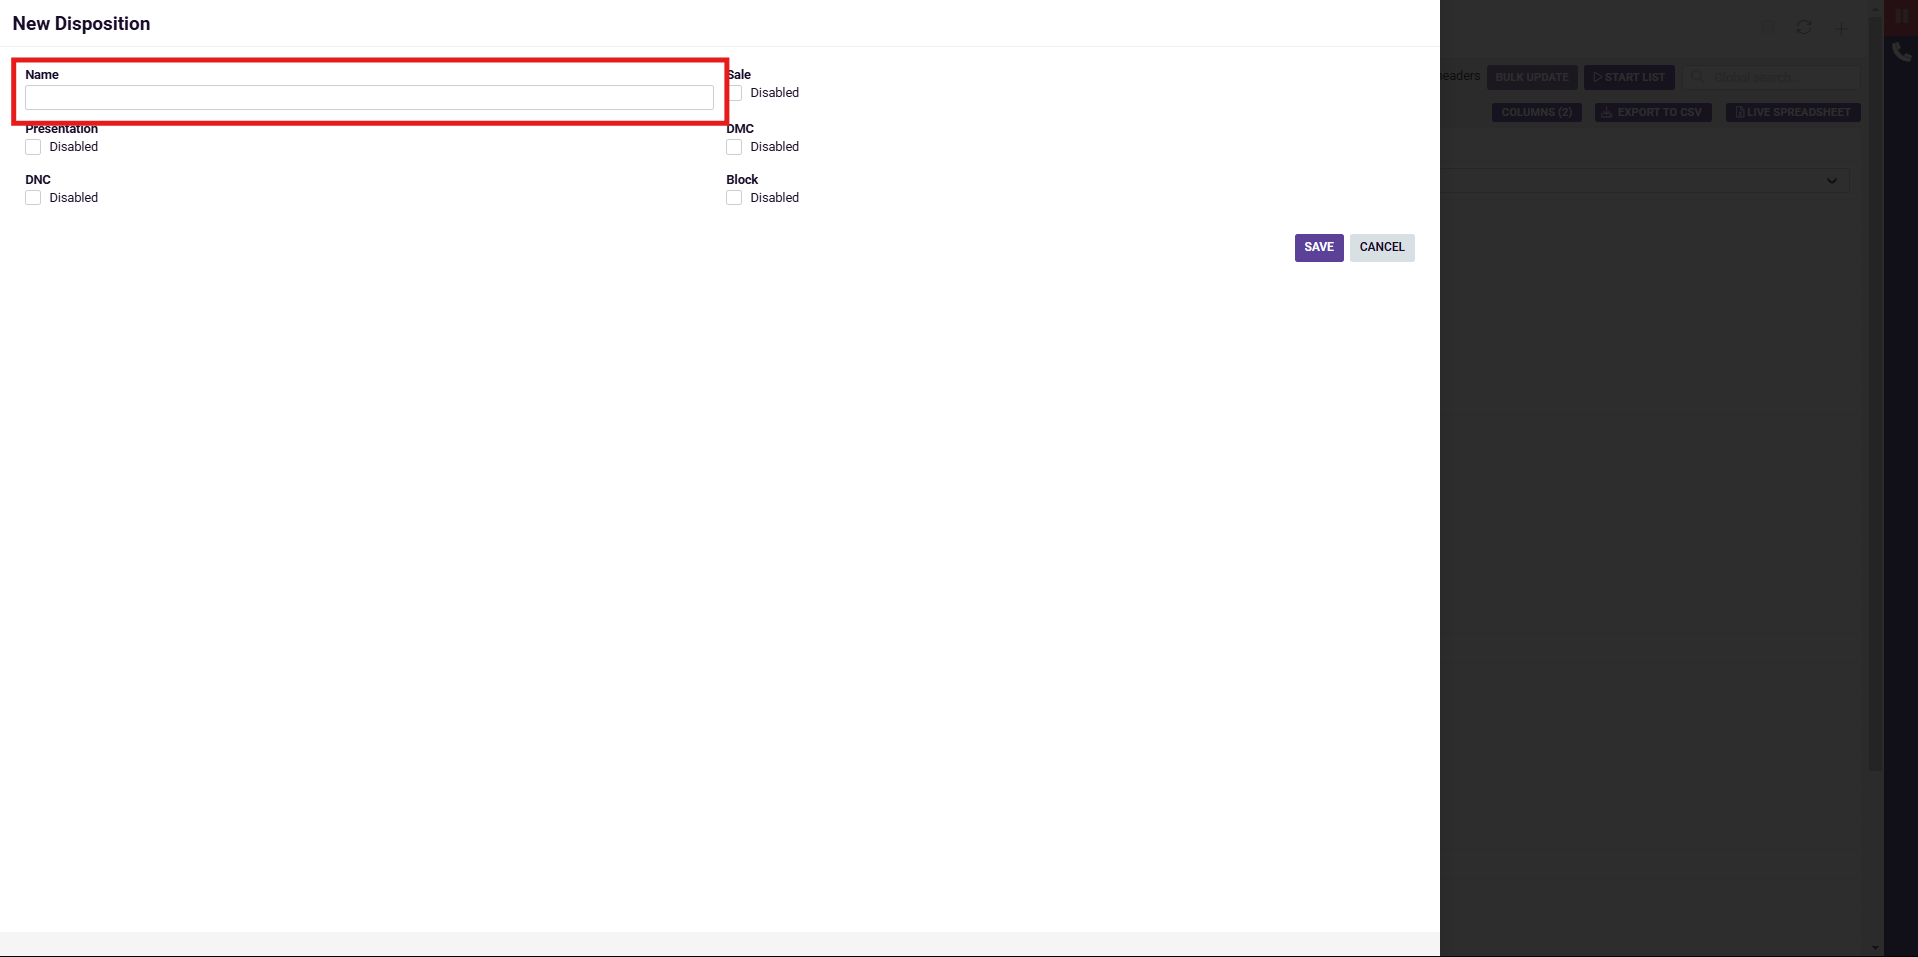 New Disposition
Name
Sale
Disabled
Presentation
Disabled
DMC
Disabled
DNC
Disabled
Block
Disabled
SAVE
CANCEL
eaders
BULK UPDATE
START LIST
Global search...
COLUMNS (2)
EXPORT TO CSV
LIVE SPREADSHEET